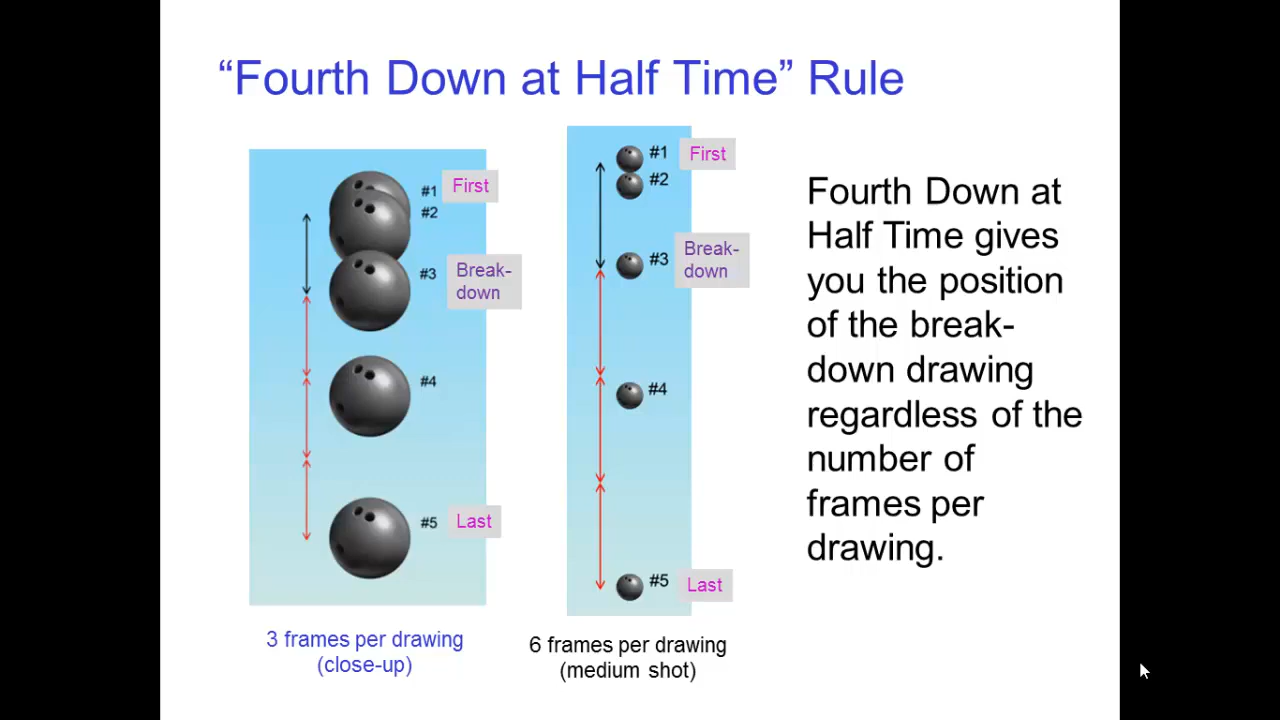 “Fourth Down at Half Time” Rule
#1
First
#2
#3
Break-
down
#4
#5
Last
3 frames per drawing
(close-up)
#1
First
#2
#3
Break-
down
#4
#5
Last
6 frames per drawing
(medium shot)
Fourth Down at
Half Time gives
you the position
of the break-
down drawing
regardless of the
number of
frames per
drawing.